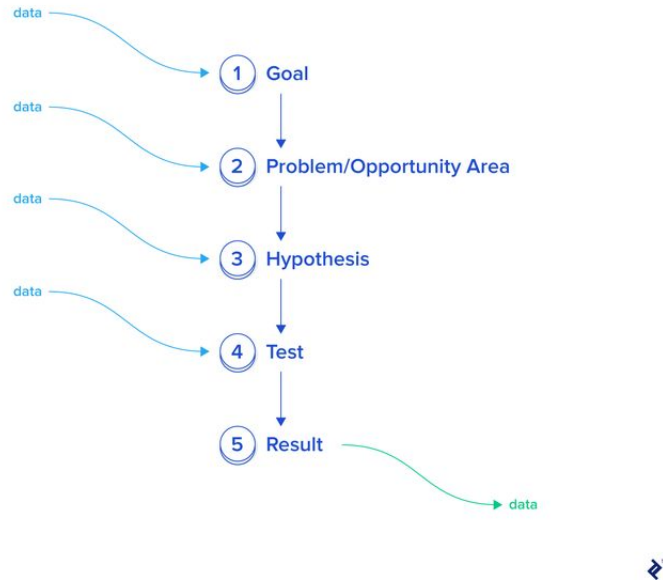 data
1 Goal
data
2 Problem/Opportunity Area
data
3 Hypothesis
data
4 Test
5 Result
data